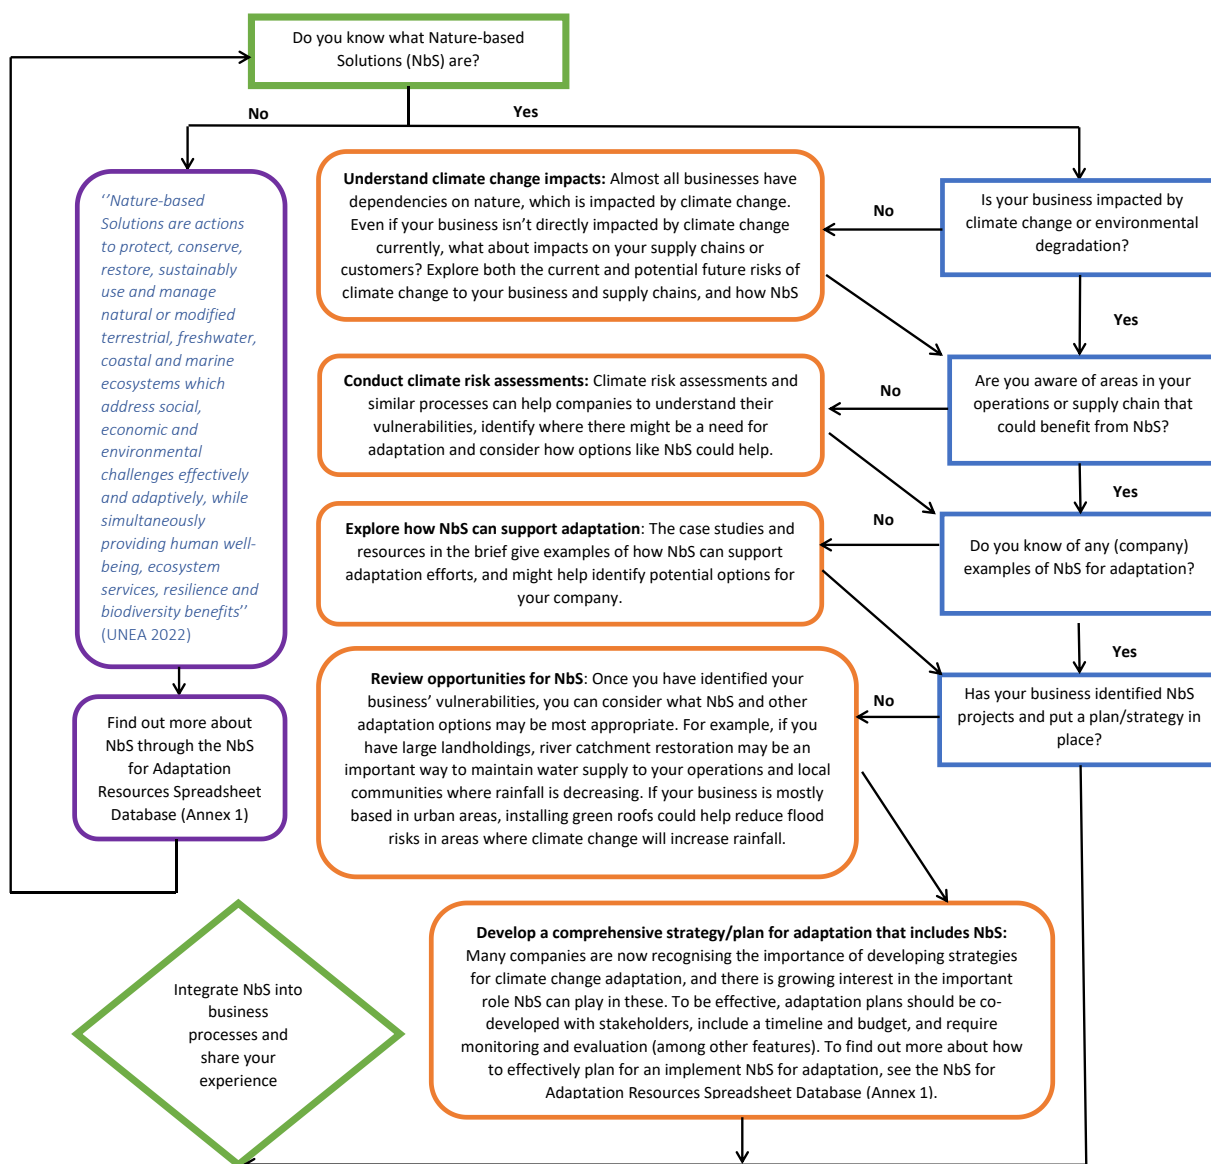 Do you know what Nature-based
Solutions (NbS) are?
No
Yes
‘’Nature-based
Solutions are actions
to protect, conserve,
restore, sustainably
use and manage
natural or modified
terrestrial, freshwater,
coastal and marine
ecosystems which
address social,
economic and
environmental
challenges effectively
and adaptively, while
simultaneously
providing human well-
being, ecosystem
services, resilience and
biodiversity benefits’’
(UNEA 2022)
Find out more about
NbS through the NbS
for Adaptation
Resources Spreadsheet
Database (Annex 1)
Understand climate change impacts: Almost all businesses have
dependencies on nature, which is impacted by climate change.
Even if your business isn’t directly impacted by climate change
currently, what about impacts on your supply chains or
customers? Explore both the current and potential future risks of
climate change to your business and supply chains, and how NbS
No
Is your business impacted by
climate change or environmental
degradation?
Yes
Conduct climate risk assessments: Climate risk assessments and
similar processes can help companies to understand their
vulnerabilities, identify where there might be a need for
adaptation and consider how options like NbS could help.
No
Are you aware of areas in your
operations or supply chain that
could benefit from NbS?
Yes
Explore how NbS can support adaptation: The case studies and
resources in the brief give examples of how NbS can support
adaptation efforts, and might help identify potential options for
your company.
No
Do you know of any (company)
examples of NbS for adaptation?
Yes
Review opportunities for NbS: Once you have identified your
business’ vulnerabilities, you can consider what NbS and other
adaptation options may be most appropriate. For example, if you
have large landholdings, river catchment restoration may be an
important way to maintain water supply to your operations and local
communities where rainfall is decreasing. If your business is mostly
based in urban areas, installing green roofs could help reduce flood
risks in areas where climate change will increase rainfall.
No
Has your business identified NbS
projects and put a plan/strategy in
place?
Develop a comprehensive strategy/plan for adaptation that includes NbS:
Many companies are now recognising the importance of developing strategies
for climate change adaptation, and there is growing interest in the important
role NbS can play in these. To be effective, adaptation plans should be co-
developed with stakeholders, include a timeline and budget, and require
monitoring and evaluation (among other features). To find out more about how
to effectively plan for an implement NbS for adaptation, see the NbS for
Adaptation Resources Spreadsheet Database (Annex 1).
Integrate NbS into
business
processes and
share your
experience